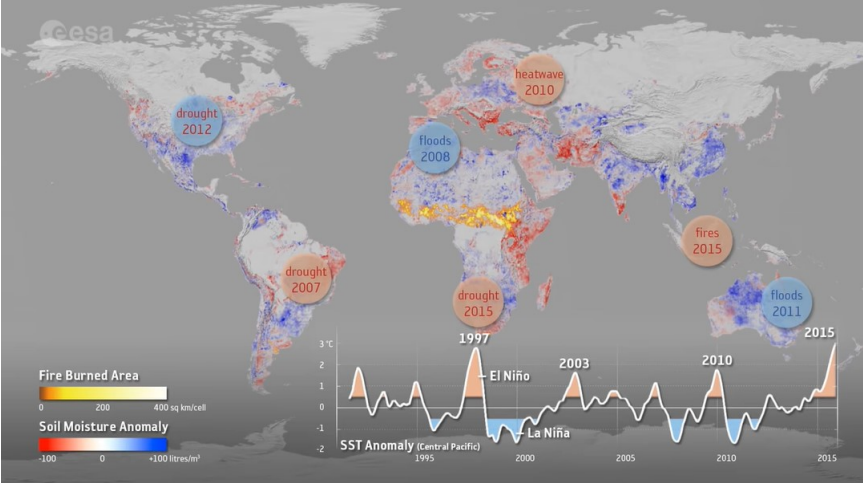 esa
heatwave
2010
drought
2012
floods
2008
fires
2015
drought
2007
drought
2015
floods
2011
1997
2003
2010
2015
3 °C
2
1
0
-1
-2
El Niño
La Niña
SST Anomaly (Central Pacific)
1995
2000
2005
2010
2015
Fire Burned Area
0
200
400 sq km/cell
Soil Moisture Anomaly
-100
0
+100 litres/m³